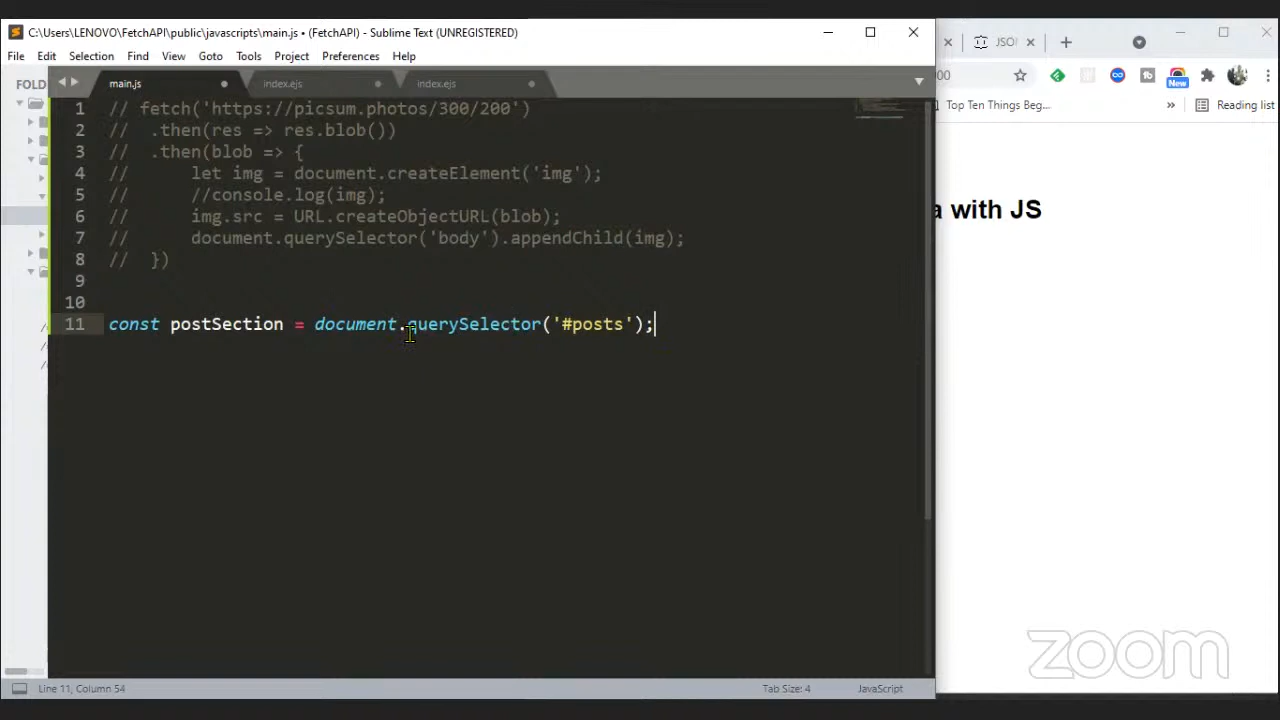 C:\Users\LENOVO\FetchAPI\public\javascripts\main.js • (FetchAPI) - Sublime Text (UNREGISTERED)
File Edit Selection Find View Goto Tools Project Preferences Help
FOLD
main.js
index.ejs
index.ejs
1 // fetch('https://picsum.photos/300/200')
2 // .then(res => res.blob())
3 // .then(blob => {
4 // let img = document.createElement('img');
5 // //console.log(img);
6 // img.src = URL.createObjectURL(blob);
7 // document.querySelector('body').appendChild(img);
8 // })
9
10
11 const postSection = document.querySelector('#posts');
Line 11, Column 54
Tab Size: 4
JavaScript
JSO
00
New
Top Ten Things Beg...
»
Reading list
a with JS
zoom